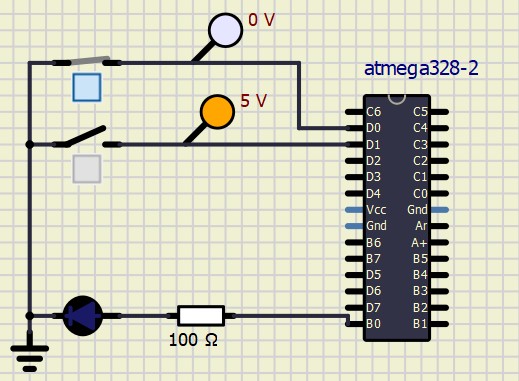 0 V
atmega328-2
5 V
C6 C5
D0 C4
D1 C3
D2 C2
D3 C1
D4 C0
Vcc Gnd
Gnd Ar
B6 A+
B7 B5
D5 B4
D6 B3
D7 B2
B0 B1
100 Ω